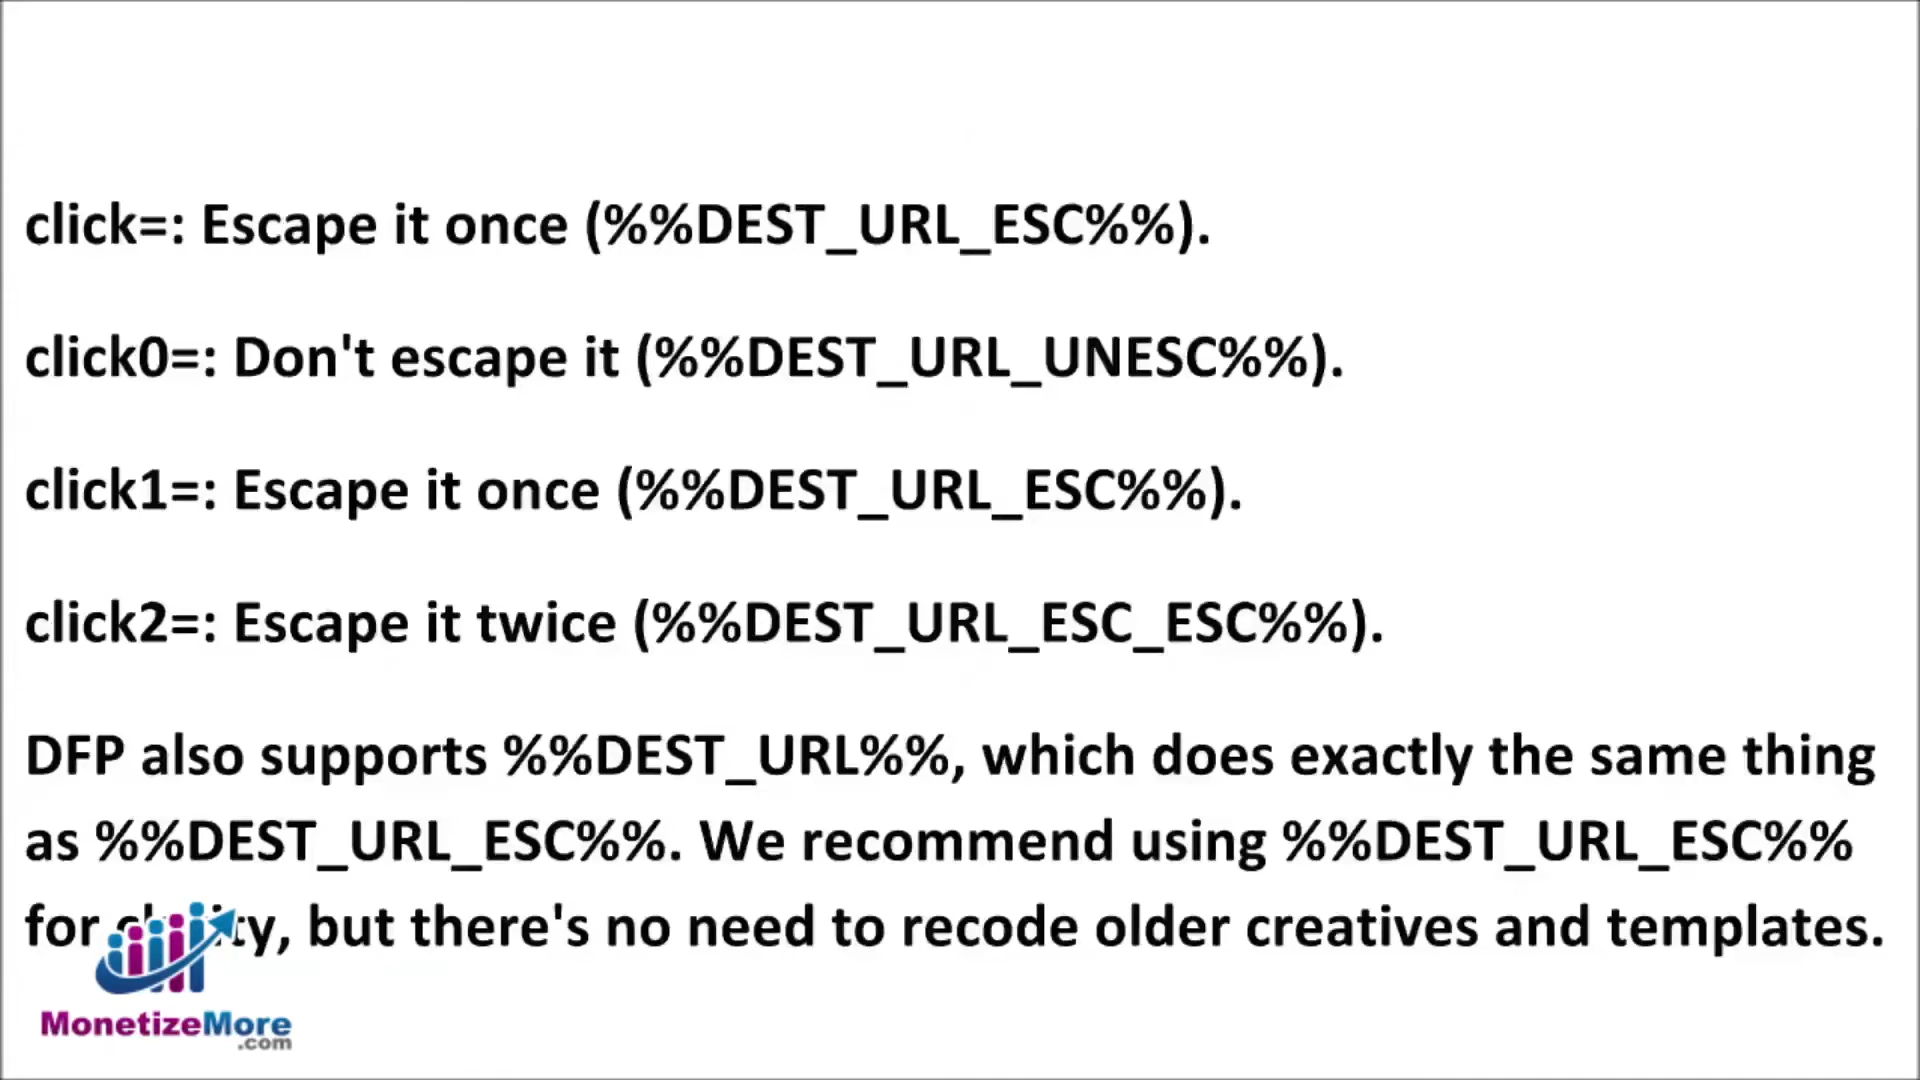 click=: Escape it once (%%DEST_URL_ESC%%).
click0=: Don't escape it (%%DEST_URL_UNESC%%).
click1=: Escape it once (%%DEST_URL_ESC%%).
click2=: Escape it twice (%%DEST_URL_ESC_ESC%%).
DFP also supports %%DEST_URL%%, which does exactly the same thing
as %%DEST_URL_ESC%%. We recommend using %%DEST_URL_ESC%%
for clarity, but there's no need to recode older creatives and templates.
MonetizeMore
.com